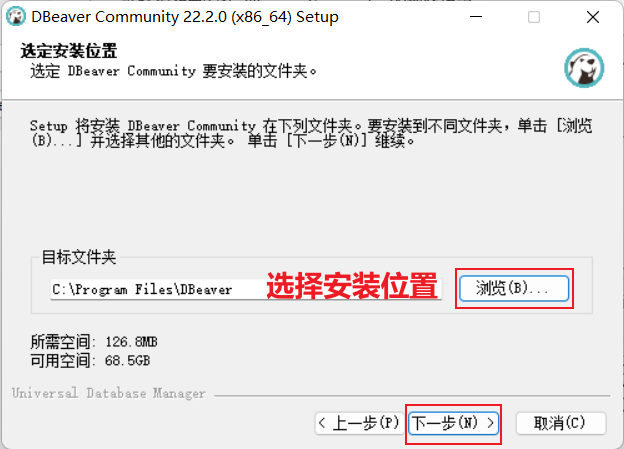 DBeaver Community 22.2.0 (x86_64) Setup
选定安装位置
选定 DBeaver Community 要安装的文件夹。
Setup 将安装 DBeaver Community 在下列文件夹。要安装到不同文件夹，单击 [浏览
(B)...] 并选择其他的文件夹。 单击 [下一步(N)] 继续。
目标文件夹
C:\Program Files\DBeaver
选择安装位置
浏览(B)...
所需空间: 126.8MB
可用空间: 68.5GB
Universal Database Manager
< 上一步(P)
下一步(N) >
取消(C)